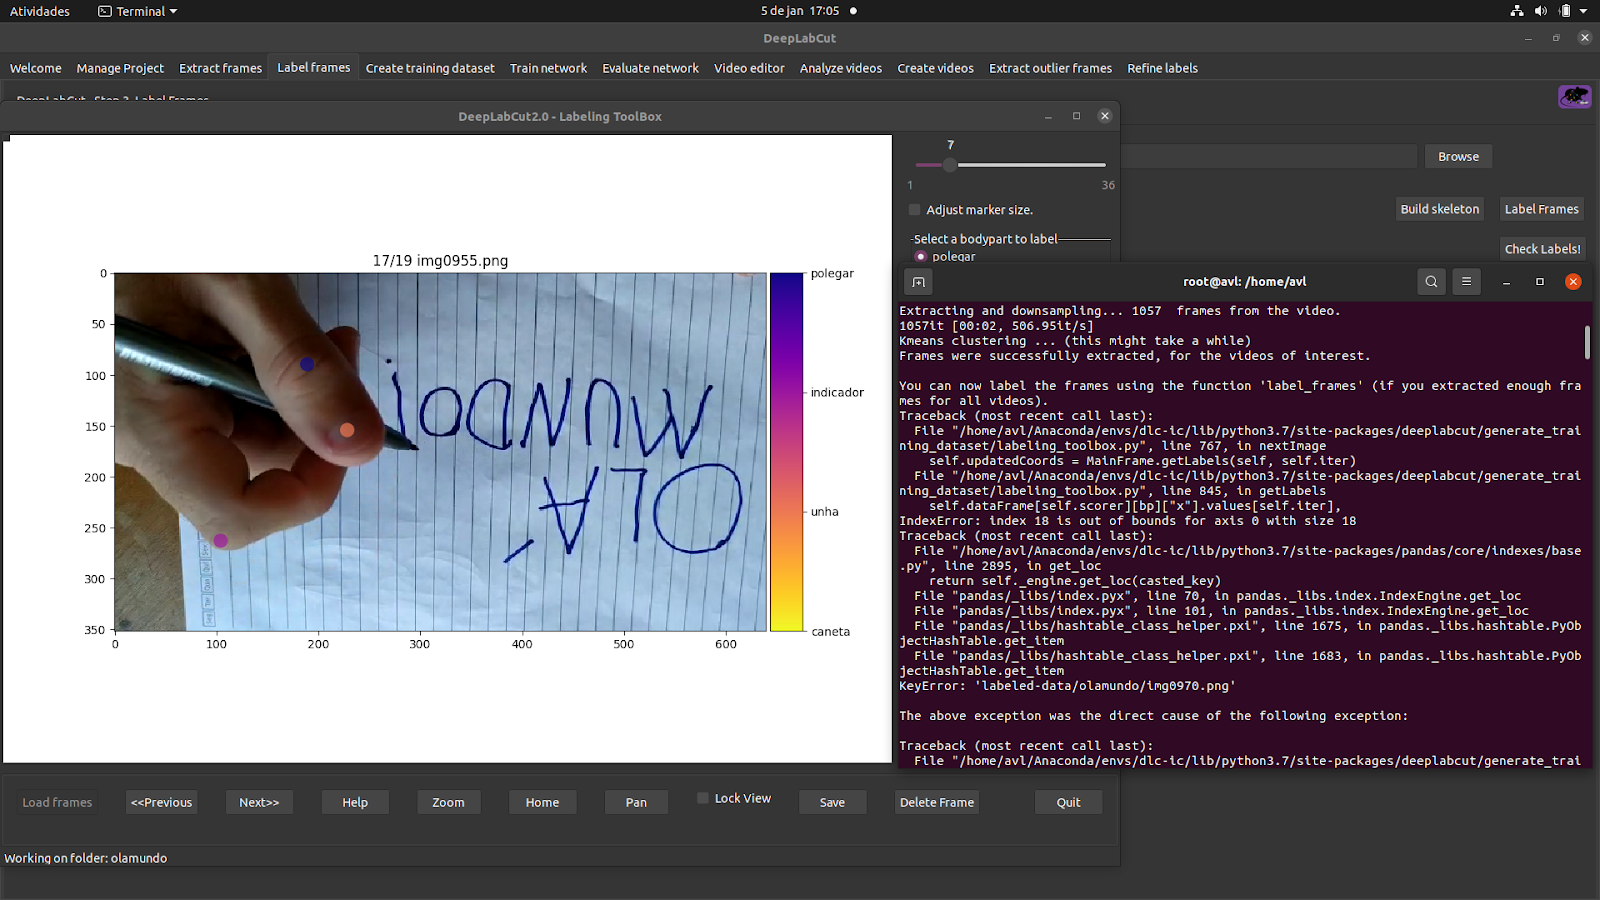 Atividades
Terminal
5 de jan 17:05
DeepLabCut
Welcome
Manage Project
Extract frames
Label frames
Create training dataset
Train network
Evaluate network
Video editor
Analyze videos
Create videos
Extract outlier frames
Refine labels
DeepLabCut - Step 3. Label Frames
DeepLabCut2.0 - Labeling ToolBox
7
1
36
Adjust marker size.
Select a bodypart to label
polegar
Browse
Build skeleton
Label Frames
Check Labels!
17/19 img0955.png
0
50
100
150
200
250
300
350
0
100
200
300
400
500
600
OLÁ
MUNDO!
polegar
indicador
unha
caneta
root@avl: /home/avl
Extracting and downsampling... 1057  frames from the video.
1057it [00:02, 506.95it/s]
Kmeans clustering ... (this might take a while)
Frames were successfully extracted, for the videos of interest.
You can now label the frames using the function 'label_frames' (if you extracted enough fra
mes for all videos).
Traceback (most recent call last):
  File "/home/avl/Anaconda/envs/dlc-ic/lib/python3.7/site-packages/deeplabcut/generate_trai
ning_dataset/labeling_toolbox.py", line 767, in nextImage
    self.updatedCoords = MainFrame.getLabels(self, self.iter)
  File "/home/avl/Anaconda/envs/dlc-ic/lib/python3.7/site-packages/deeplabcut/generate_trai
ning_dataset/labeling_toolbox.py", line 845, in getLabels
    self.dataFrame[self.scorer][bp]["x"].values[self.iter],
IndexError: index 18 is out of bounds for axis 0 with size 18
Traceback (most recent call last):
  File "/home/avl/Anaconda/envs/dlc-ic/lib/python3.7/site-packages/pandas/core/indexes/base
.py", line 2895, in get_loc
    return self._engine.get_loc(casted_key)
  File "pandas/_libs/index.pyx", line 70, in pandas._libs.index.IndexEngine.get_loc
  File "pandas/_libs/index.pyx", line 101, in pandas._libs.index.IndexEngine.get_loc
  File "pandas/_libs/hashtable_class_helper.pxi", line 1675, in pandas._libs.hashtable.PyOb
jectHashTable.get_item
  File "pandas/_libs/hashtable_class_helper.pxi", line 1683, in pandas._libs.hashtable.PyOb
jectHashTable.get_item
KeyError: 'labeled-data/olamundo/img0970.png'
The above exception was the direct cause of the following exception:
Traceback (most recent call last):
  File "/home/avl/Anaconda/envs/dlc-ic/lib/python3.7/site-packages/deeplabcut/generate_trai
Load frames
<<Previous
Next>>
Help
Zoom
Home
Pan
Lock View
Save
Delete Frame
Quit
Working on folder: olamundo